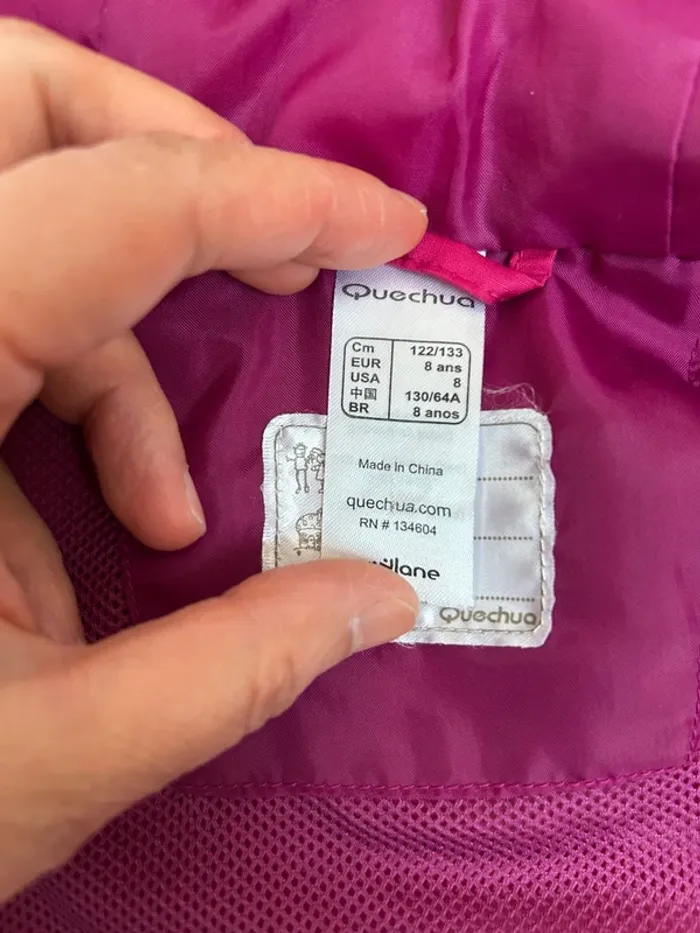 Quechua
Cm 122/133
EUR 8 ans
USA 8
中国 130/64A
BR 8 anos
Made In China
quechua.com
RN # 134604
Quechua